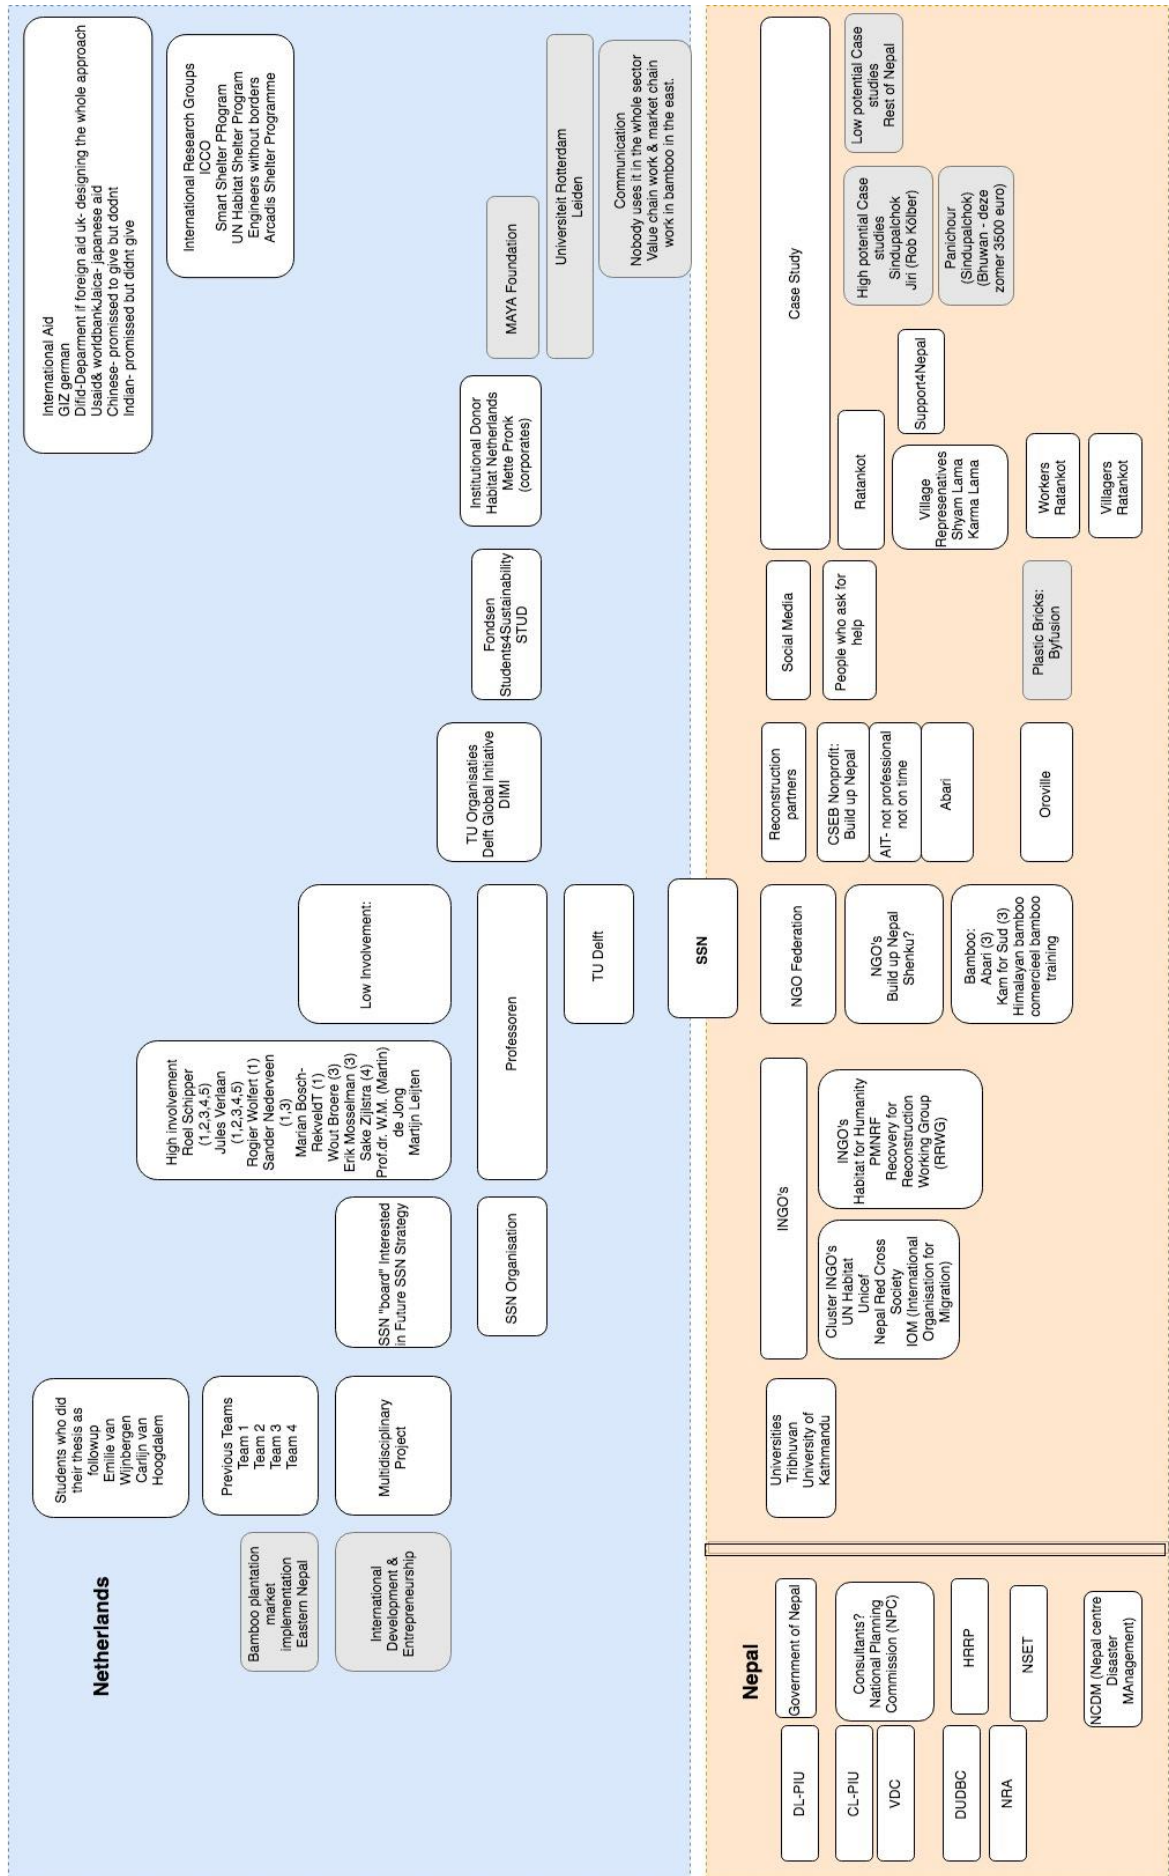 Netherlands
Bamboo plantation
market
implementation
Eastern Nepal
International
Development &
Entrepreneurship
Students who did
their thesis as
followup
Emilie van
Wijnbergen
Carlijn van
Hoogdalem
Previous Teams
Team 1
Team 2
Team 3
Team 4
Multidisciplinary
Project
SSN "board" Interested
in Future SSN Strategy
SSN Organisation
High involvement
Roel Schipper
(1,2,3,4,5)
Jules Verlaan
(1,2,3,4,5)
Rogier Wolfert (1)
Sander Nederveen
(1,3)
Marian Bosch-
RekveldT (1)
Wout Broere (3)
Erik Mosselman (3)
Sake Zijlstra (4)
Prof.dr. W.M. (Martin)
de Jong
Martijn Leijten
Low Involvement:
Professoren
TU Delft
SSN
TU Organisaties
Delft Global Initiative
DIMI
Fondsen
Students4Sustainability
STUD
Institutional Donor
Habitat Netherlands
Mette Pronk
(corporates)
MAYA Foundation
Universiteit Rotterdam
Leiden
Communication
Nobody uses it in the whole sector
Value chain work & market chain
work in bamboo in the east.
International Aid
GIZ german
Difid-Deparment if foreign aid uk- designing the whole approach
Usaid& worldbankJaica- japanese aid
Chinese- promissed to give but dodnt
Indian- promissed but didnt give
International Research Groups
ICCO
Smart Shelter PRogram
UN Habitat Shelter Program
Engineers without borders
Arcadis Shelter Programme
Nepal
DL-PIU
CL-PIU
VDC
DUDBC
NRA
Government of Nepal
Consultants?
National Planning
Commission (NPC)
HRRP
NSET
NCDM (Nepal centre
Disaster
MAnagement)
Universities
Tribhuvan
University of
Kathmandu
INGO's
Cluster INGO's
UN Habitat
Unicef
Nepal Red Cross
Society
IOM (International
Organisation for
Migration)
INGO's
Habitat for Humanity
PMNRF
Recovery for
Reconstruction
Working Group
(RRWG)
NGO Federation
NGO's
Build up Nepal
Shenku?
Bamboo:
Abari (3)
Kam for Sud (3)
Himalayan bamboo
comercieel bamboo
training
Reconstruction
partners
CSEB Nonprofit:
Build up Nepal
AIT- not professional
not on time
Abari
Oroville
Social Media
People who ask for
help
Plastic Bricks:
Byfusion
Case Study
Ratankot
Village
Represenatives
Shyam Lama
Karma Lama
Support4Nepal
Workers
Ratankot
Villagers
Ratankot
High potential Case
studies
Sindupalchok
Jiri (Rob Kölber)
Panichour
(Sindupalchok)
(Bhuwan - deze
zomer 3500 euro)
Low potential Case
studies
Rest of Nepal